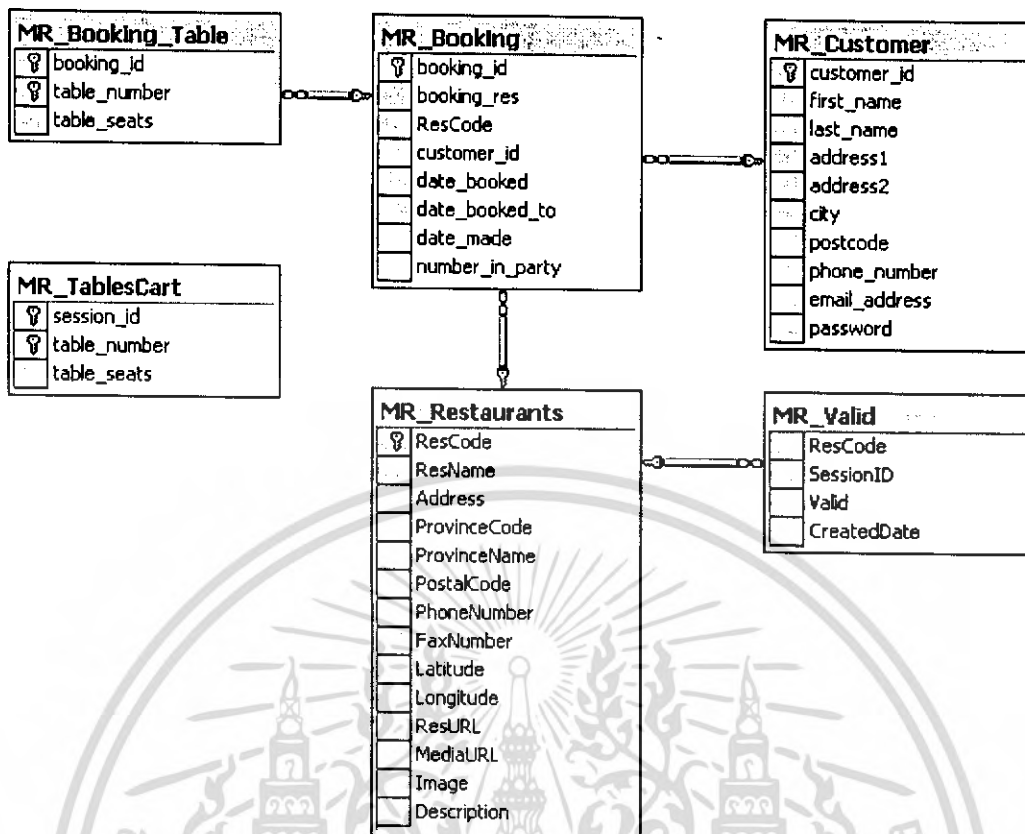 MR_Booking_Table
booking_id
table_number
table_seats
MR_Booking
booking_id
booking_res
ResCode
customer_id
date_booked
date_booked_to
date_made
number_in_party
MR_Customer
customer_id
first_name
last_name
address1
address2
city
postcode
phone_number
email_address
password
MR_TablesCart
session_id
table_number
table_seats
MR_Restaurants
ResCode
ResName
Address
ProvinceCode
ProvinceName
PostalCode
PhoneNumber
FaxNumber
Latitude
Longitude
ResURL
MediaURL
Image
Description
MR_Valid
ResCode
SessionID
Valid
CreatedDate